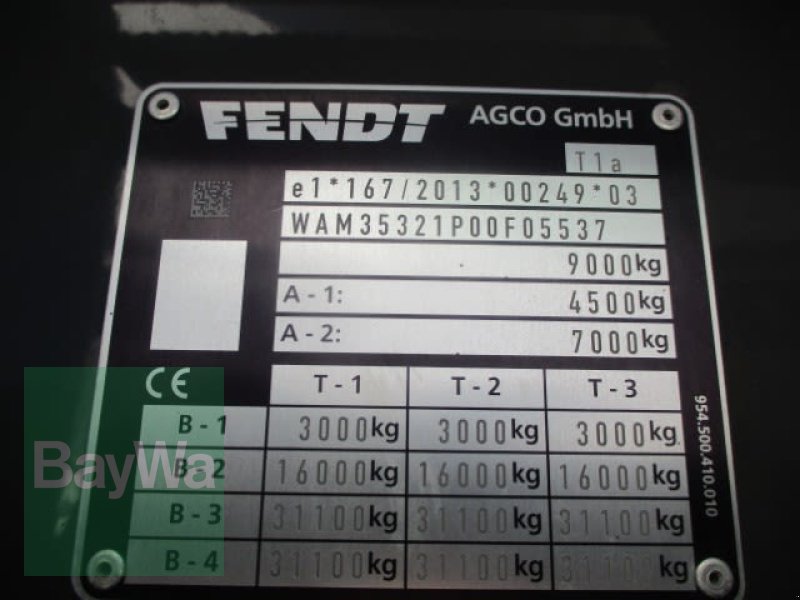 FENDT AGCO GmbH
T1a
e1*167/2013*00249*03
WAM35321P00F05537
9000kg
A - 1: 4500kg
A - 2: 7000kg
CE T - 1 T - 2 T - 3
B - 1 3000kg 3000kg 3000kg
B - 2 16000kg 16000kg 16000kg
B - 3 31100kg 31100kg 31100kg
B - 4 31100kg 31100kg 31100kg
954.500.410.010
BayWa